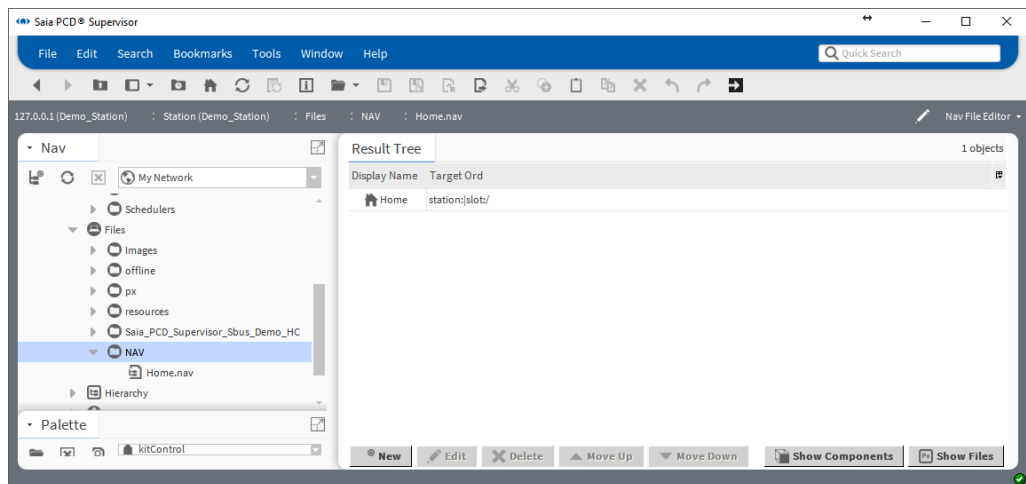 Saia PCD® Supervisor
File Edit Search Bookmarks Tools Window Help
Quick Search
127.0.0.1 (Demo_Station) : Station (Demo_Station) : Files : NAV : Home.nav
Nav File Editor
Nav
My Network
Schedulers
Files
Images
offline
px
resources
Saia_PCD_Supervisor_Sbus_Demo_HC
NAV
Home.nav
Hierarchy
Palette
kitControl
Result Tree
1 objects
Display Name Target Ord
Home station:|slot:/
New Edit Delete Move Up Move Down Show Components Px Show Files